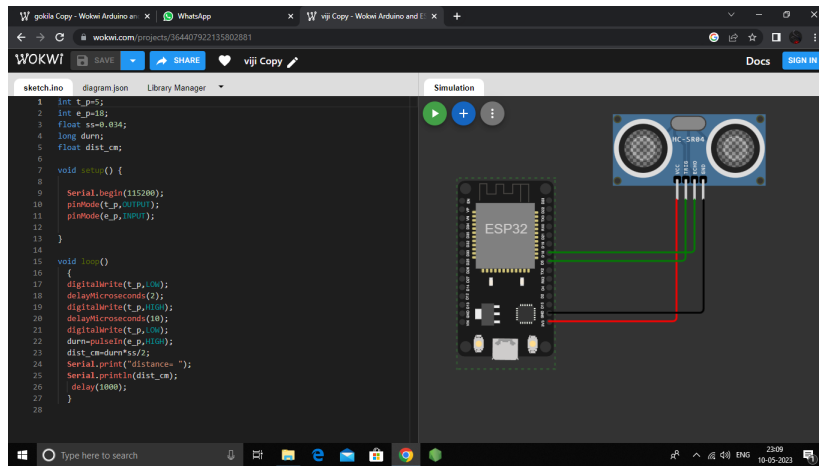 gokila Copy - Wokwi Arduino an
WhatsApp
viji Copy - Wokwi Arduino and E
wokwi.com/projects/364407922135802881
WOKWi
SAVE
SHARE
viji Copy
Docs
SIGN IN
sketch.ino
diagram.json
Library Manager
Simulation
1 int t_p=5;
2 int e_p=18;
3 float ss=0.034;
4 long durn;
5 float dist_cm;
6
7 void setup() {
8
9 Serial.begin(115200);
10 pinMode(t_p,OUTPUT);
11 pinMode(e_p,INPUT);
12
13 }
14
15 void loop()
16 {
17 digitalWrite(t_p,LOW);
18 delayMicroseconds(2);
19 digitalWrite(t_p,HIGH);
20 delayMicroseconds(10);
21 digitalWrite(t_p,LOW);
22 durn=pulseIn(e_p,HIGH);
23 dist_cm=durn*ss/2;
24 Serial.print("distance= ");
25 Serial.println(dist_cm);
26 delay(1000);
27 }
28
HC-SR04
VCC
TRIG
ECHO
GND
ESP32
Type here to search
ENG
23:09
10-05-2023